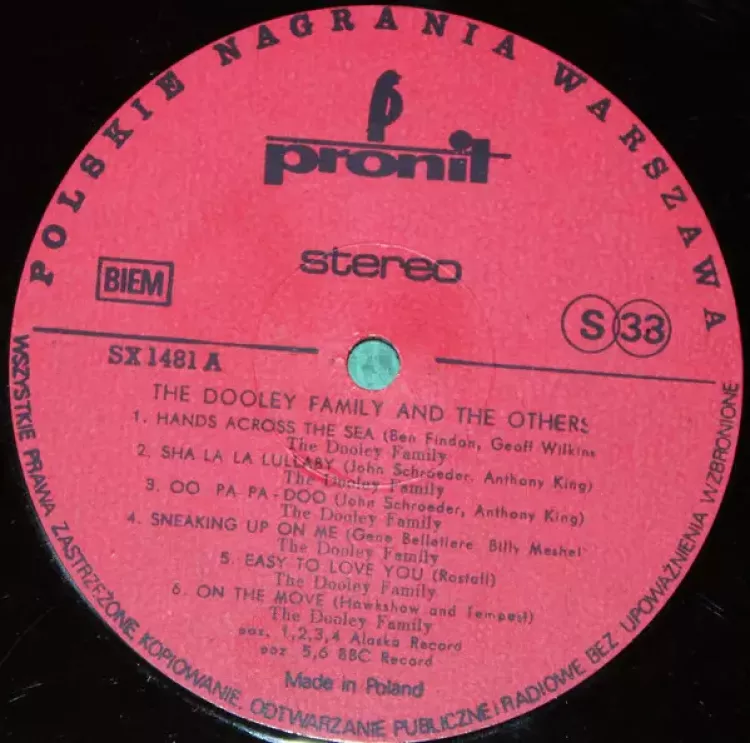 POLSKIE NAGRANIA WARSZAWA
pronit
stereo
BIEM
S 33
SX 1481 A
THE DOOLEY FAMILY AND THE OTHERS
1. HANDS ACROSS THE SEA (Ben Findon, Geoff Wilkins
The Dooley Family
2. SHA LA LA LULLABY (John Schroeder, Anthony King)
The Dooley Family
3. OO PA-PA-DOO (John Schroeder, Anthony King)
The Dooley Family
4. SNEAKING UP ON ME (Gene Belletiere, Billy Meshel
The Dooley Family
5. EASY TO LOVE YOU (Rostall)
The Dooley Family
6. ON THE MOVE (Hawkshow and Tempest)
The Dooley Family
poz. 1,2,3,4 Alaska Record
poz 5,6 BBC Record
Made in Poland
WSZYSTKIE PRAWA ZASTRZEŻONE KOPIOWANIE, ODTWARZANIE PUBLICZNE I RADIOWE BEZ UPOWAŻNIENIA WZBRONIONE